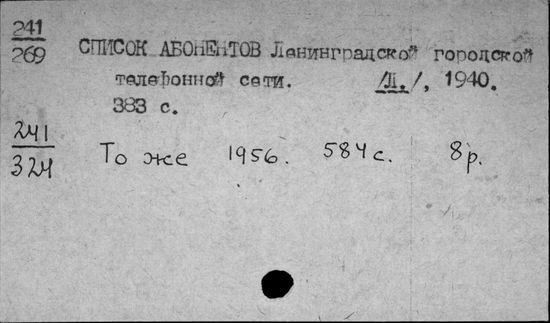 241
269
СПИСОК АБОНЕНТОВ Ленинградской городской
телефонной сети. /Л./, 1940.
383 с.
241
324
То же 1956. 584 с. 8 р.